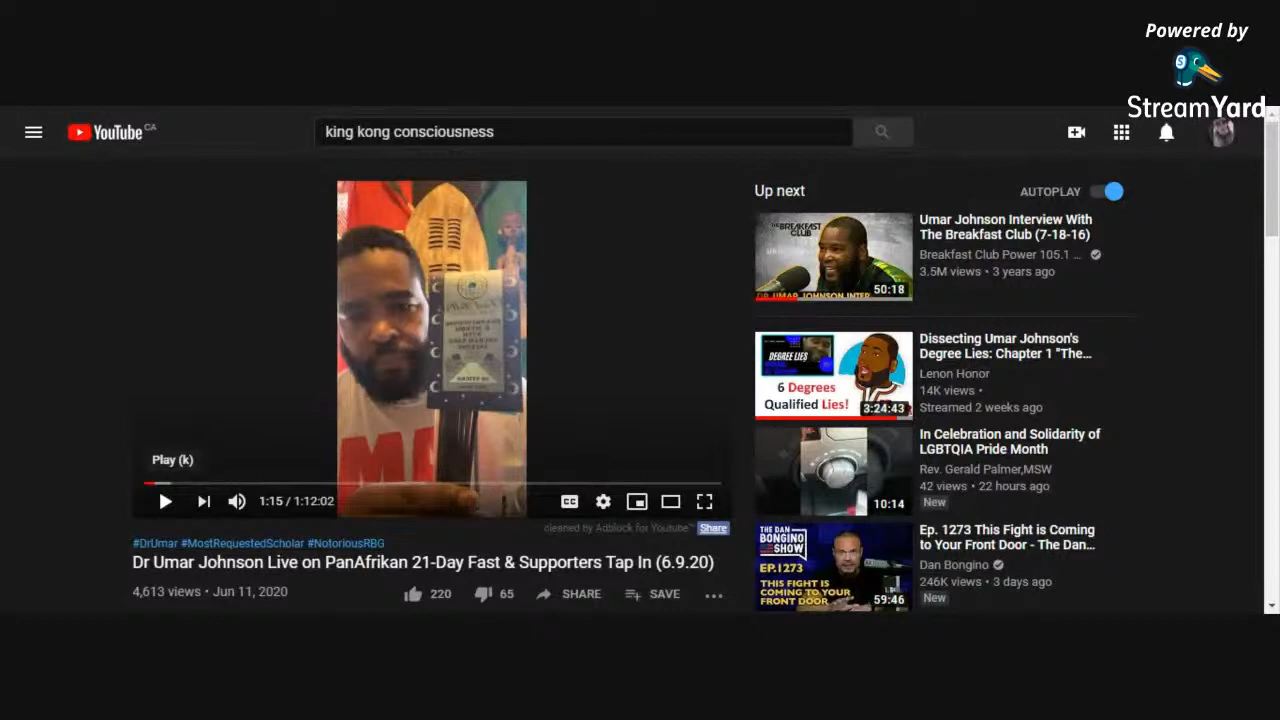 Powered by
StreamYard
YouTube CA
king kong consciousness
Up next
AUTOPLAY
Play (k)
1:15 / 1:12:02
cleaned by Adblock for Youtube™ Share
#DrUmar #MostRequestedScholar #NotoriousRBG
Dr Umar Johnson Live on PanAfrikan 21-Day Fast & Supporters Tap In (6.9.20)
4,613 views • Jun 11, 2020
220
65
SHARE
SAVE
THE BREAKFAST CLUB
DR UMAR JOHNSON INTER
50:18
Umar Johnson Interview With
The Breakfast Club (7-18-16)
Breakfast Club Power 105.1 ...
3.5M views • 3 years ago
DEGREE LIES
6 Degrees
Qualified Lies!
3:24:43
Dissecting Umar Johnson's
Degree Lies: Chapter 1 "The...
Lenon Honor
14K views •
Streamed 2 weeks ago
10:14
In Celebration and Solidarity of
LGBTQIA Pride Month
Rev. Gerald Palmer,MSW
42 views • 22 hours ago
New
THE DAN
BONGINO
SHOW
EP.1273
THIS FIGHT IS
COMING TO YOUR
FRONT DOOR
59:46
Ep. 1273 This Fight is Coming
to Your Front Door - The Dan...
Dan Bongino
246K views • 3 days ago
New